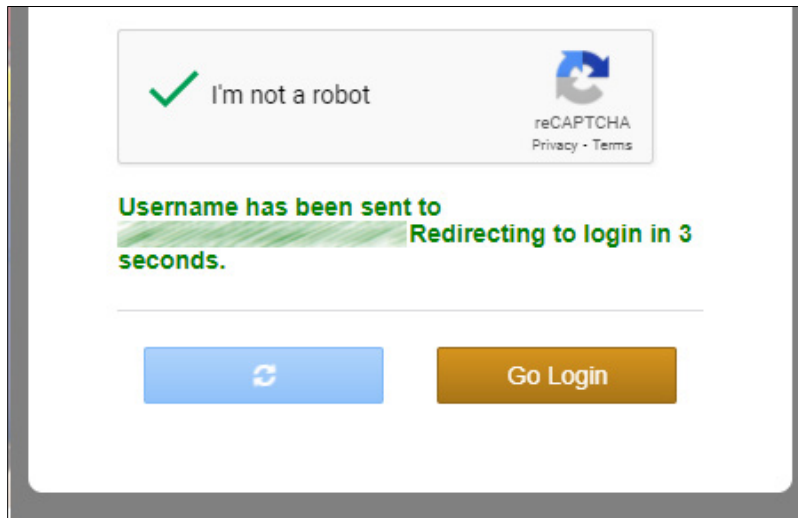 I'm not a robot
reCAPTCHA
Privacy - Terms
Username has been sent to
Redirecting to login in 3
seconds.
Go Login